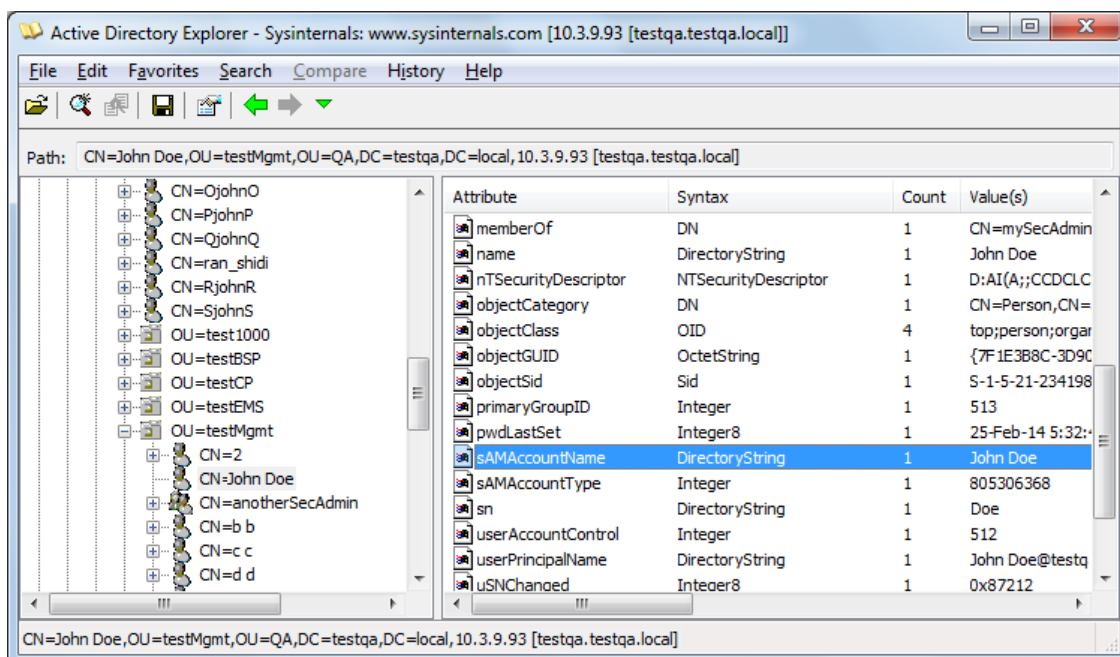 Active Directory Explorer - Sysinternals: www.sysinternals.com [10.3.9.93 [testqa.testqa.local]]
File Edit Favorites Search Compare History Help
Path: CN=John Doe,OU=testMgmt,OU=QA,DC=testqa,DC=local,10.3.9.93 [testqa.testqa.local]
CN=OjohnO
CN=PjohnP
CN=QjohnQ
CN=ran_shidi
CN=RjohnR
CN=SjohnS
OU=test1000
OU=testBSP
OU=testCP
OU=testEMS
OU=testMgmt
CN=2
CN=John Doe
CN=anotherSecAdmin
CN=b b
CN=c c
CN=d d
Attribute Syntax Count Value(s)
memberOf DN 1 CN=mySecAdmin
name DirectoryString 1 John Doe
nTSecurityDescriptor NTSecurityDescriptor 1 D:AI(A;;CCDCLC
objectCategory DN 1 CN=Person,CN=
objectClass OID 4 top;person;organ
objectGUID OctetString 1 {7F1E3B8C-3D90
objectSid Sid 1 S-1-5-21-234198
primaryGroupID Integer 1 513
pwdLastSet Integer8 1 25-Feb-14 5:32:4
sAMAccountName DirectoryString 1 John Doe
sAMAccountType Integer 1 805306368
sn DirectoryString 1 Doe
userAccountControl Integer 1 512
userPrincipalName DirectoryString 1 John Doe@testq
uSNChanged Integer8 1 0x87212
CN=John Doe,OU=testMgmt,OU=QA,DC=testqa,DC=local,10.3.9.93 [testqa.testqa.local]